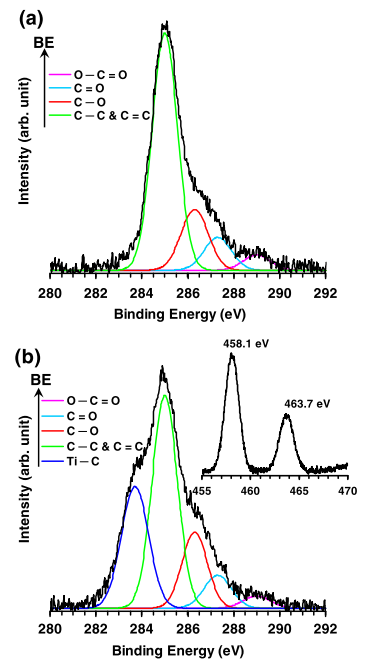 (a)
BE
O — C = O
C = O
C — O
C — C & C = C
Intensity (arb. unit)
280 282 284 286 288 290 292
Binding Energy (eV)
(b)
BE
O — C = O
C = O
C — O
C — C & C = C
Ti — C
458.1 eV
463.7 eV
455 460 465 470
Intensity (arb. unit)
280 282 284 286 288 290 292
Binding Energy (eV)